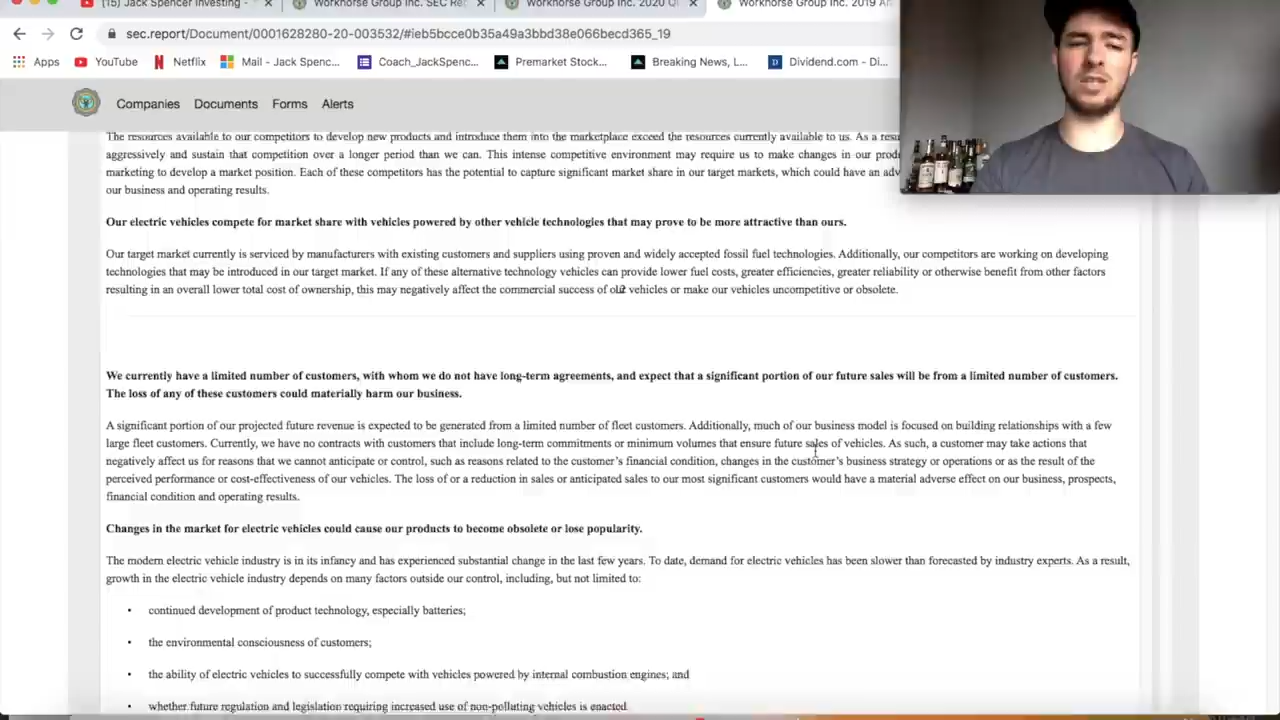 (15) Jack Spencer Investing -
Workhorse Group Inc. SEC Re
Workhorse Group Inc. 2020 Q
Workhorse Group Inc. 2019 A
sec.report/Document/0001628280-20-003532/#ieb5bcce0b35a49a3bbd38e066becd365_19
Apps YouTube Netflix Mail - Jack Spenc... Coach_JackSpenc... Premarket Stock... Breaking News, L... Dividend.com - Di...
Companies Documents Forms Alerts
The resources available to our competitors to develop new products and introduce them into the marketplace exceed the resources currently available to us. As a resu
aggressively and sustain that competition over a longer period than we can. This intense competitive environment may require us to make changes in our produ
marketing to develop a market position. Each of these competitors has the potential to capture significant market share in our target markets, which could have an adv
our business and operating results.
Our electric vehicles compete for market share with vehicles powered by other vehicle technologies that may prove to be more attractive than ours.
Our target market currently is serviced by manufacturers with existing customers and suppliers using proven and widely accepted fossil fuel technologies. Additionally, our competitors are working on developing
technologies that may be introduced in our target market. If any of these alternative technology vehicles can provide lower fuel costs, greater efficiencies, greater reliability or otherwise benefit from other factors
resulting in an overall lower total cost of ownership, this may negatively affect the commercial success of vehicles or make our vehicles uncompetitive or obsolete.
We currently have a limited number of customers, with whom we do not have long-term agreements, and expect that a significant portion of our future sales will be from a limited number of customers.
The loss of any of these customers could materially harm our business.
A significant portion of our projected future revenue is expected to be generated from a limited number of fleet customers. Additionally, much of our business model is focused on building relationships with a few
large fleet customers. Currently, we have no contracts with customers that include long-term commitments or minimum volumes that ensure future sales of vehicles. As such, a customer may take actions that
negatively affect us for reasons that we cannot anticipate or control, such as reasons related to the customer's financial condition, changes in the customer's business strategy or operations or as the result of the
perceived performance or cost-effectiveness of our vehicles. The loss of or a reduction in sales or anticipated sales to our most significant customers would have a material adverse effect on our business, prospects,
financial condition and operating results.
Changes in the market for electric vehicles could cause our products to become obsolete or lose popularity.
The modern electric vehicle industry is in its infancy and has experienced substantial change in the last few years. To date, demand for electric vehicles has been slower than forecasted by industry experts. As a result,
growth in the electric vehicle industry depends on many factors outside our control, including, but not limited to:
• continued development of product technology, especially batteries;
• the environmental consciousness of customers;
• the ability of electric vehicles to successfully compete with vehicles powered by internal combustion engines; and
• whether future regulation and legislation requiring increased use of non-polluting vehicles is enacted